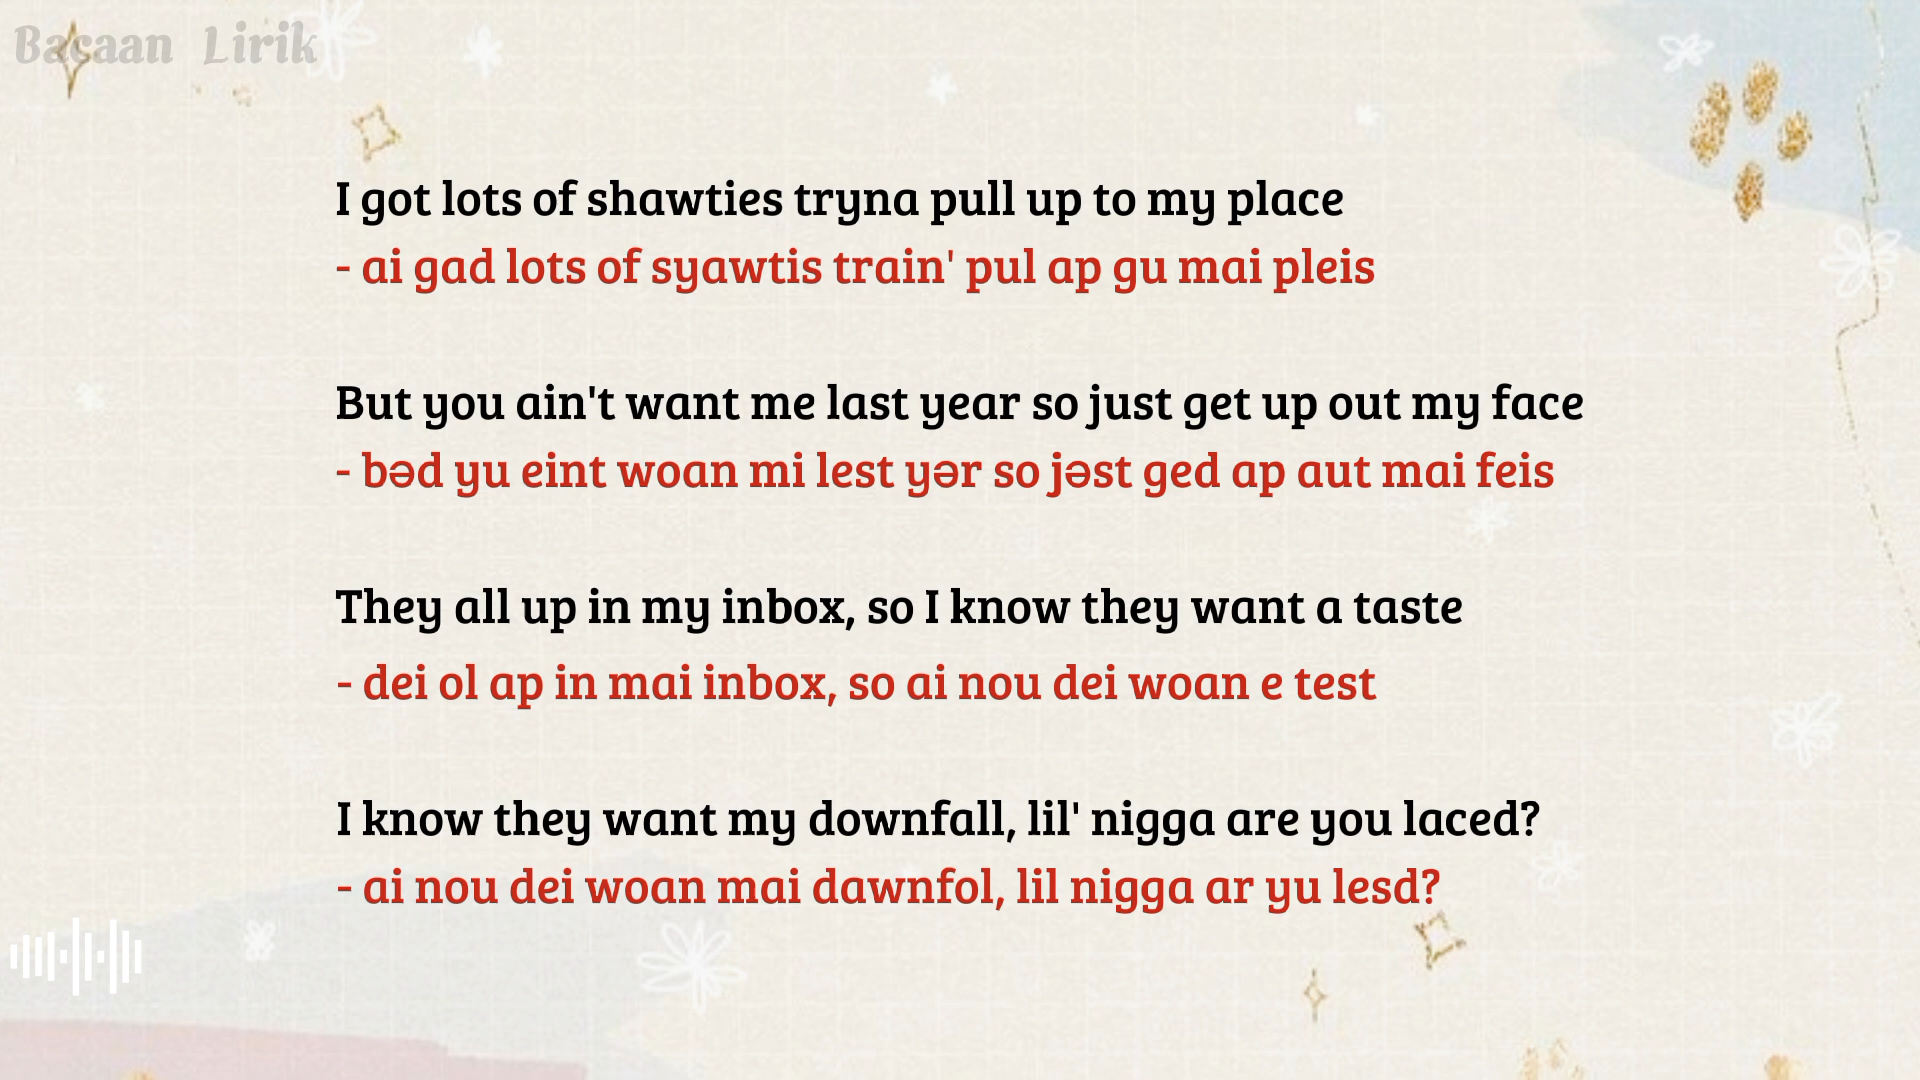 Bacaan Lirik
I got lots of shawties tryna pull up to my place
- ai gad lots of syawtis train' pul ap gu mai pleis
But you ain't want me last year so just get up out my face
- bəd yu eint woan mi lest yər so jəst ged ap aut mai feis
They all up in my inbox, so I know they want a taste
- dei ol ap in mai inbox, so ai nou dei woan e test
I know they want my downfall, lil' nigga are you laced?
- ai nou dei woan mai dawnfol, lil nigga ar yu lesd?